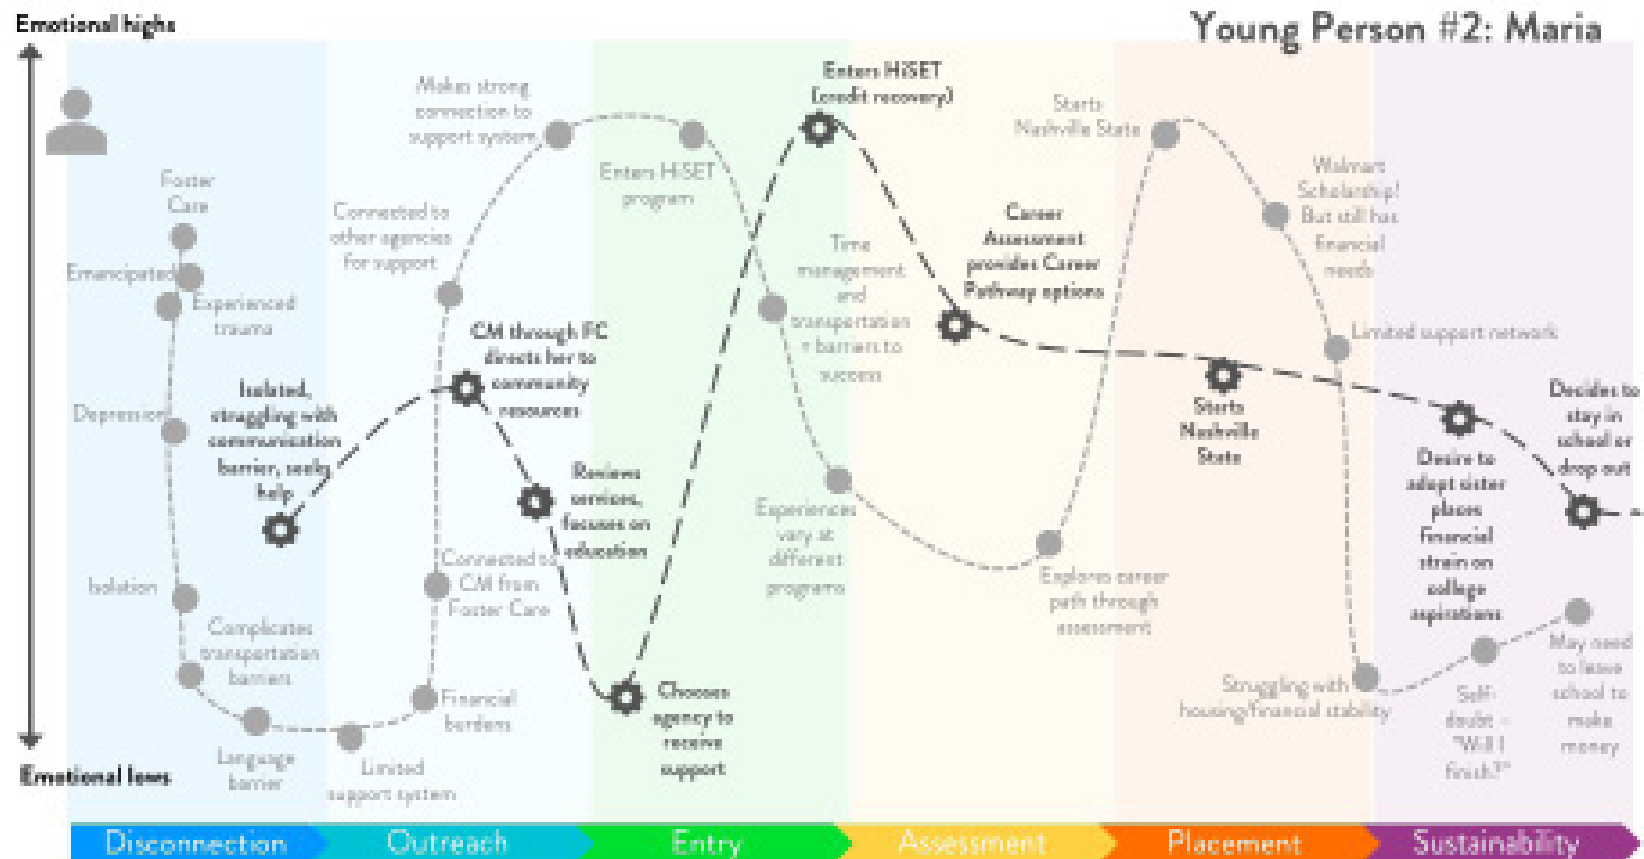 Emotional highs
Young Person #2: Maria
Foster
Care
Emancipated
Experienced
trauma
Depression
Isolated,
struggling with
communication
barrier, seeks
help
Isolation
Complicates
transportation
barriers
Language
barrier
Limited
support system
Financial
burdens
Connected to
CM from
Foster Care
Connected to
other agencies
for support
Makes strong
connection to
support system
CM through FC
directs her to
community
resources
Reviews
services,
focuses on
education
Chooses
agency to
receive
support
Enters HiSET
program
Enters HiSET
(credit recovery)
Time
management
and
transportation
= barriers to
success
Experiences
vary at
different
programs
Career
Assessment
provides Career
Pathway options
Explores career
path through
assessment
Starts
Nashville State
Starts
Nashville
State
Walmart
Scholarship!
But still has
financial
needs
Limited support network
Struggling with
housing/financial stability
Desire to
adopt sister
places
financial
strain on
college
aspirations
Self-
doubt –
"Will I
finish?"
Decides to
stay in
school or
drop out
May need
to leave
school to
make
money
Emotional lows
Disconnection
Outreach
Entry
Assessment
Placement
Sustainability